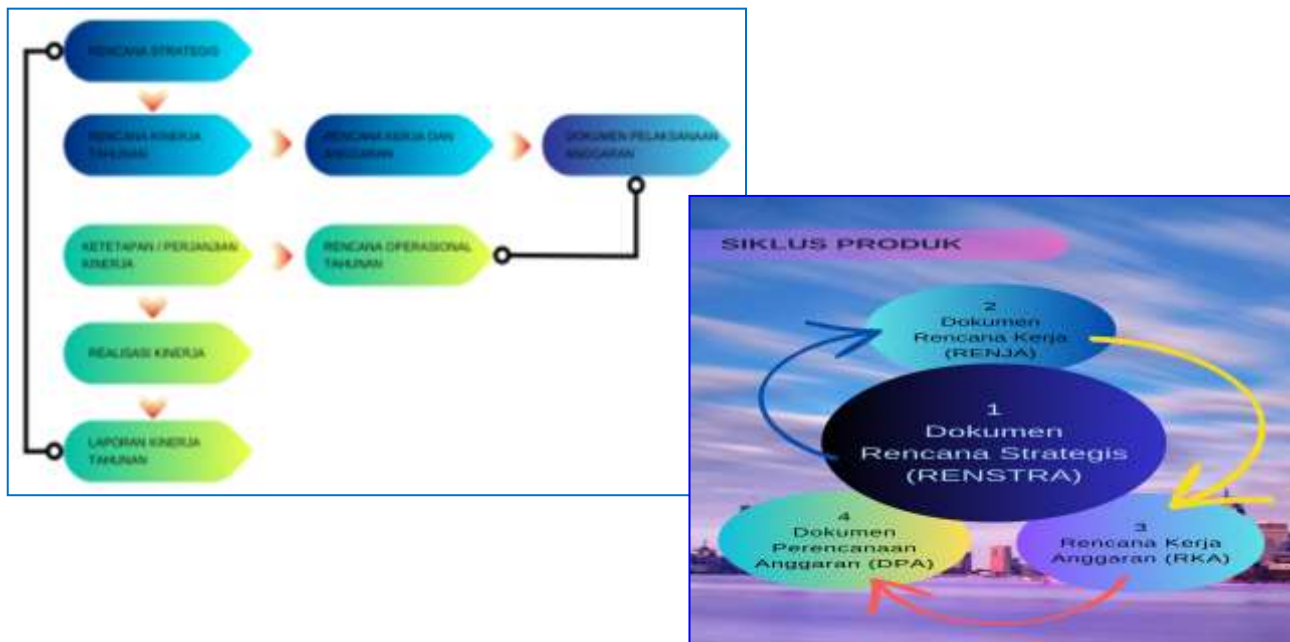 RENCANA STRATEGIS
RENCANA KINERJA
TAHUNAN
RENCANA KERJA DAN
ANGGARAN
DOKUMEN PELAKSANAAN
ANGGARAN
KETETAPAN / PERJANJIAN
KINERJA
RENCANA OPERASIONAL
TAHUNAN
REALISASI KINERJA
LAPORAN KINERJA
TAHUNAN
SIKLUS PRODUK
2
Dokumen
Rencana Kerja
(RENJA)
1
Dokumen
Rencana Strategis
(RENSTRA)
4
Dokumen
Perencanaan
Anggaran (DPA)
3
Rencana Kerja
Anggaran (RKA)